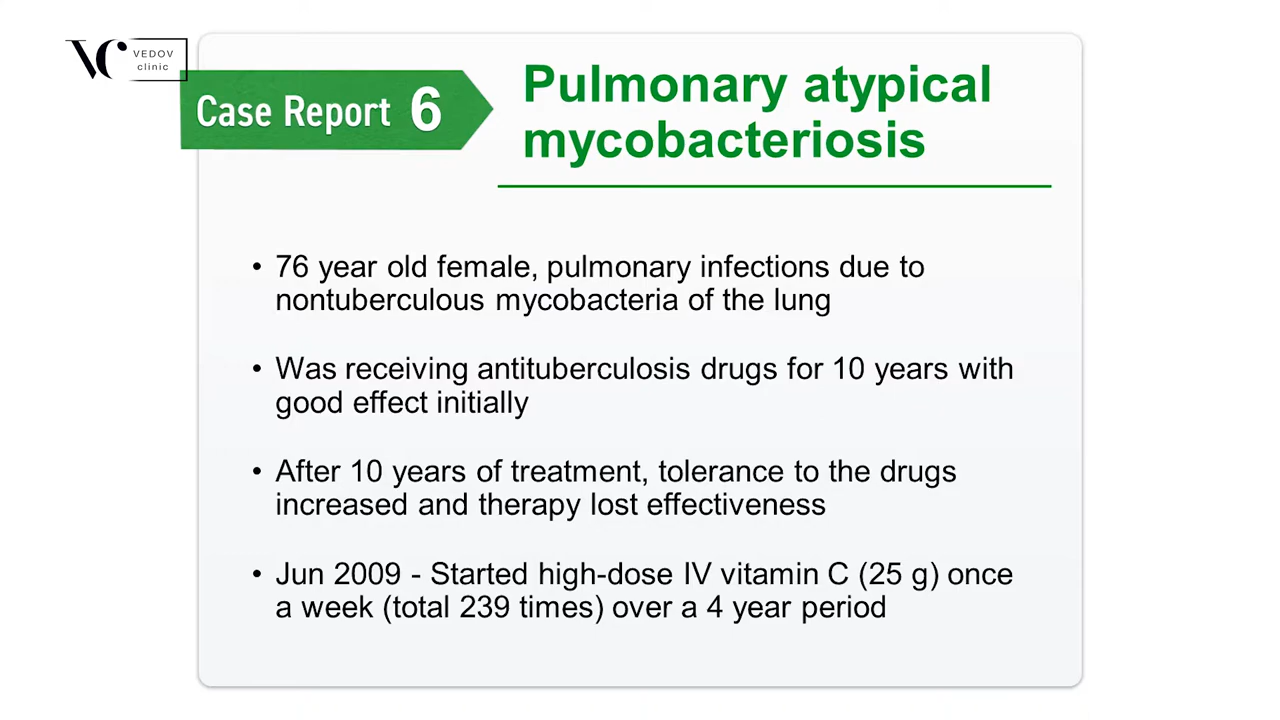 VC VEDOV
clinic
Case Report 6
Pulmonary atypical
mycobacteriosis
• 76 year old female, pulmonary infections due to
nontuberculous mycobacteria of the lung
• Was receiving antituberculosis drugs for 10 years with
good effect initially
• After 10 years of treatment, tolerance to the drugs
increased and therapy lost effectiveness
• Jun 2009 - Started high-dose IV vitamin C (25 g) once
a week (total 239 times) over a 4 year period